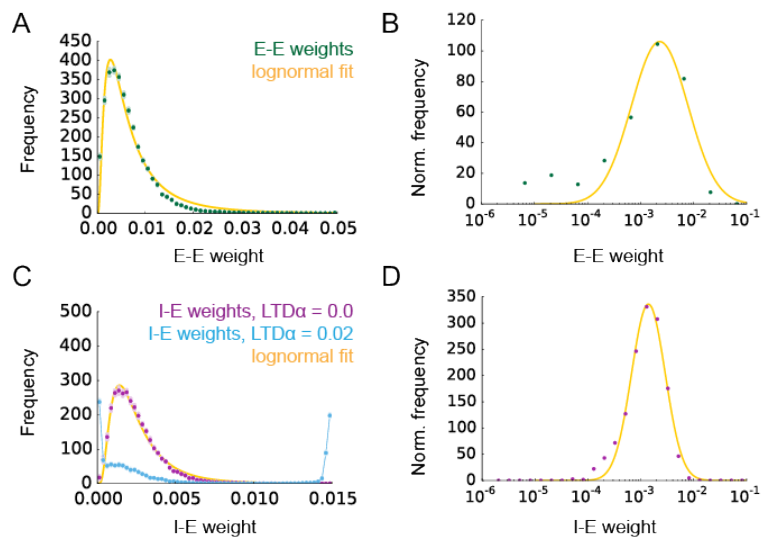 A
E-E weights
lognormal fit
Frequency
450
400
350
300
250
200
150
100
50
0
0.00 0.01 0.02 0.03 0.04 0.05
E-E weight
B
Norm. frequency
120
100
80
60
40
20
0
10-6 10-5 10-4 10-3 10-2 10-1
E-E weight
C
I-E weights, LTDα = 0.0
I-E weights, LTDα = 0.02
lognormal fit
Frequency
500
400
300
200
100
0
0.000 0.005 0.010 0.015
I-E weight
D
Norm. frequency
350
300
250
200
150
100
50
0
10-6 10-5 10-4 10-3 10-2 10-1
I-E weight